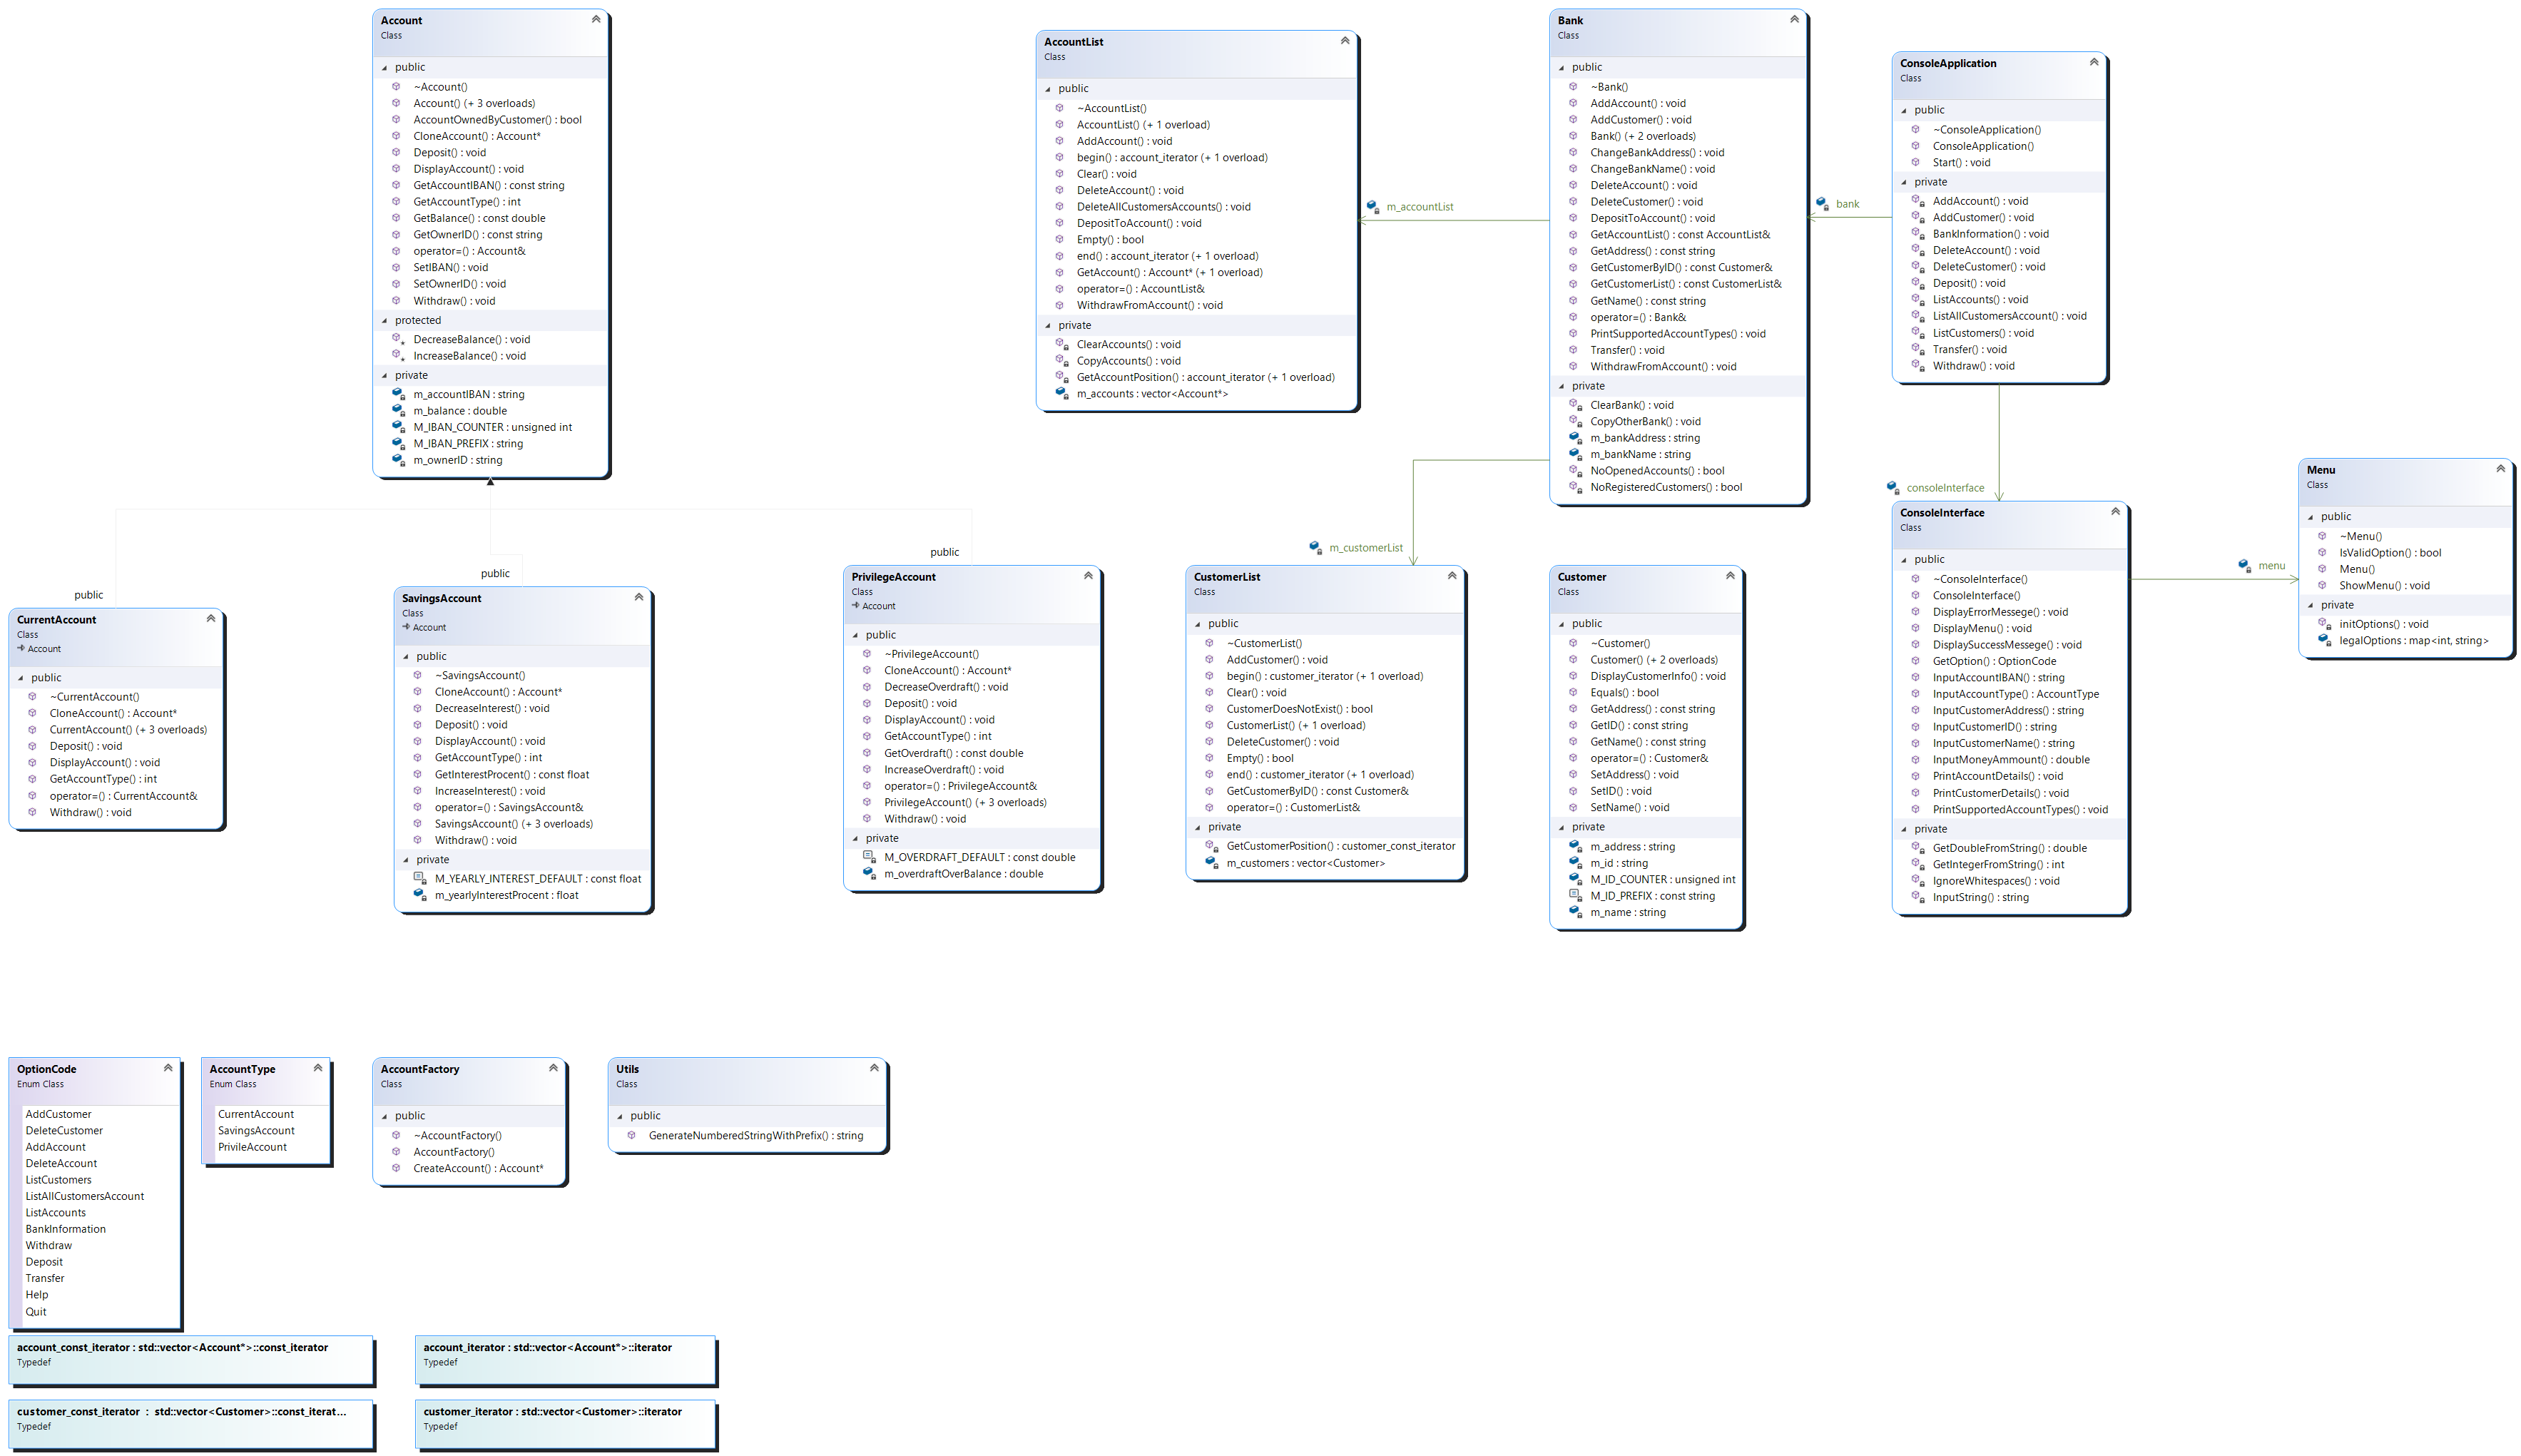 Account
Class
public
~Account()
Account() (+ 3 overloads)
AccountOwnedByCustomer() : bool
CloneAccount() : Account*
Deposit() : void
DisplayAccount() : void
GetAccountIBAN() : const string
GetAccountType() : int
GetBalance() : const double
GetOwnerID() : const string
operator=() : Account&
SetIBAN() : void
SetOwnerID() : void
Withdraw() : void
protected
DecreaseBalance() : void
IncreaseBalance() : void
private
m_accountIBAN : string
m_balance : double
M_IBAN_COUNTER : unsigned int
M_IBAN_PREFIX : string
m_ownerID : string
AccountList
Class
public
~AccountList()
AccountList() (+ 1 overload)
AddAccount() : void
begin() : account_iterator (+ 1 overload)
Clear() : void
DeleteAccount() : void
DeleteAllCustomersAccounts() : void
DepositToAccount() : void
Empty() : bool
end() : account_iterator (+ 1 overload)
GetAccount() : Account* (+ 1 overload)
operator=() : AccountList&
WithdrawFromAccount() : void
private
ClearAccounts() : void
CopyAccounts() : void
GetAccountPosition() : account_iterator (+ 1 overload)
m_accounts : vector<Account*>
m_accountList
Bank
Class
public
~Bank()
AddAccount() : void
AddCustomer() : void
Bank() (+ 2 overloads)
ChangeBankAddress() : void
ChangeBankName() : void
DeleteAccount() : void
DeleteCustomer() : void
DepositToAccount() : void
GetAccountList() : const AccountList&
GetAddress() : const string
GetCustomerByID() : const Customer&
GetCustomerList() : const CustomerList&
GetName() : const string
operator=() : Bank&
PrintSupportedAccountTypes() : void
Transfer() : void
WithdrawFromAccount() : void
private
ClearBank() : void
CopyOtherBank() : void
m_bankAddress : string
m_bankName : string
NoOpenedAccounts() : bool
NoRegisteredCustomers() : bool
bank
ConsoleApplication
Class
public
~ConsoleApplication()
ConsoleApplication()
Start() : void
private
AddAccount() : void
AddCustomer() : void
BankInformation() : void
DeleteAccount() : void
DeleteCustomer() : void
Deposit() : void
ListAccounts() : void
ListAllCustomersAccount() : void
ListCustomers() : void
Transfer() : void
Withdraw() : void
consoleInterface
m_customerList
public
CurrentAccount
Class
Account
public
~CurrentAccount()
CloneAccount() : Account*
CurrentAccount() (+ 3 overloads)
Deposit() : void
DisplayAccount() : void
GetAccountType() : int
operator=() : CurrentAccount&
Withdraw() : void
public
SavingsAccount
Class
Account
public
~SavingsAccount()
CloneAccount() : Account*
DecreaseInterest() : void
Deposit() : void
DisplayAccount() : void
GetAccountType() : int
GetInterestProcent() : const float
IncreaseInterest() : void
operator=() : SavingsAccount&
SavingsAccount() (+ 3 overloads)
Withdraw() : void
private
M_YEARLY_INTEREST_DEFAULT : const float
m_yearlyInterestProcent : float
public
PrivilegeAccount
Class
Account
public
~PrivilegeAccount()
CloneAccount() : Account*
DecreaseOverdraft() : void
Deposit() : void
DisplayAccount() : void
GetAccountType() : int
GetOverdraft() : const double
IncreaseOverdraft() : void
operator=() : PrivilegeAccount&
PrivilegeAccount() (+ 3 overloads)
Withdraw() : void
private
M_OVERDRAFT_DEFAULT : const double
m_overdraftOverBalance : double
CustomerList
Class
public
~CustomerList()
AddCustomer() : void
begin() : customer_iterator (+ 1 overload)
Clear() : void
CustomerDoesNotExist() : bool
CustomerList() (+ 1 overload)
DeleteCustomer() : void
Empty() : bool
end() : customer_iterator (+ 1 overload)
GetCustomerByID() : const Customer&
operator=() : CustomerList&
private
GetCustomerPosition() : customer_const_iterator
m_customers : vector<Customer>
Customer
Class
public
~Customer()
Customer() (+ 2 overloads)
DisplayCustomerInfo() : void
Equals() : bool
GetAddress() : const string
GetID() : const string
GetName() : const string
operator=() : Customer&
SetAddress() : void
SetID() : void
SetName() : void
private
m_address : string
m_id : string
M_ID_COUNTER : unsigned int
M_ID_PREFIX : const string
m_name : string
ConsoleInterface
Class
public
~ConsoleInterface()
ConsoleInterface()
DisplayErrorMessege() : void
DisplayMenu() : void
DisplaySuccessMessege() : void
GetOption() : OptionCode
InputAccountIBAN() : string
InputAccountType() : AccountType
InputCustomerAddress() : string
InputCustomerID() : string
InputCustomerName() : string
InputMoneyAmmount() : double
PrintAccountDetails() : void
PrintCustomerDetails() : void
PrintSupportedAccountTypes() : void
private
GetDoubleFromString() : double
GetIntegerFromString() : int
IgnoreWhitespaces() : void
InputString() : string
menu
Menu
Class
public
~Menu()
IsValidOption() : bool
Menu()
ShowMenu() : void
private
initOptions() : void
legalOptions : map<int, string>
OptionCode
Enum Class
AddCustomer
DeleteCustomer
AddAccount
DeleteAccount
ListCustomers
ListAllCustomersAccount
ListAccounts
BankInformation
Withdraw
Deposit
Transfer
Help
Quit
AccountType
Enum Class
CurrentAccount
SavingsAccount
PrivileAccount
AccountFactory
Class
public
~AccountFactory()
AccountFactory()
CreateAccount() : Account*
Utils
Class
public
GenerateNumberedStringWithPrefix() : string
account_const_iterator : std::vector<Account*>::const_iterator
Typedef
account_iterator : std::vector<Account*>::iterator
Typedef
customer_const_iterator : std::vector<Customer>::const_iterat...
Typedef
customer_iterator : std::vector<Customer>::iterator
Typedef